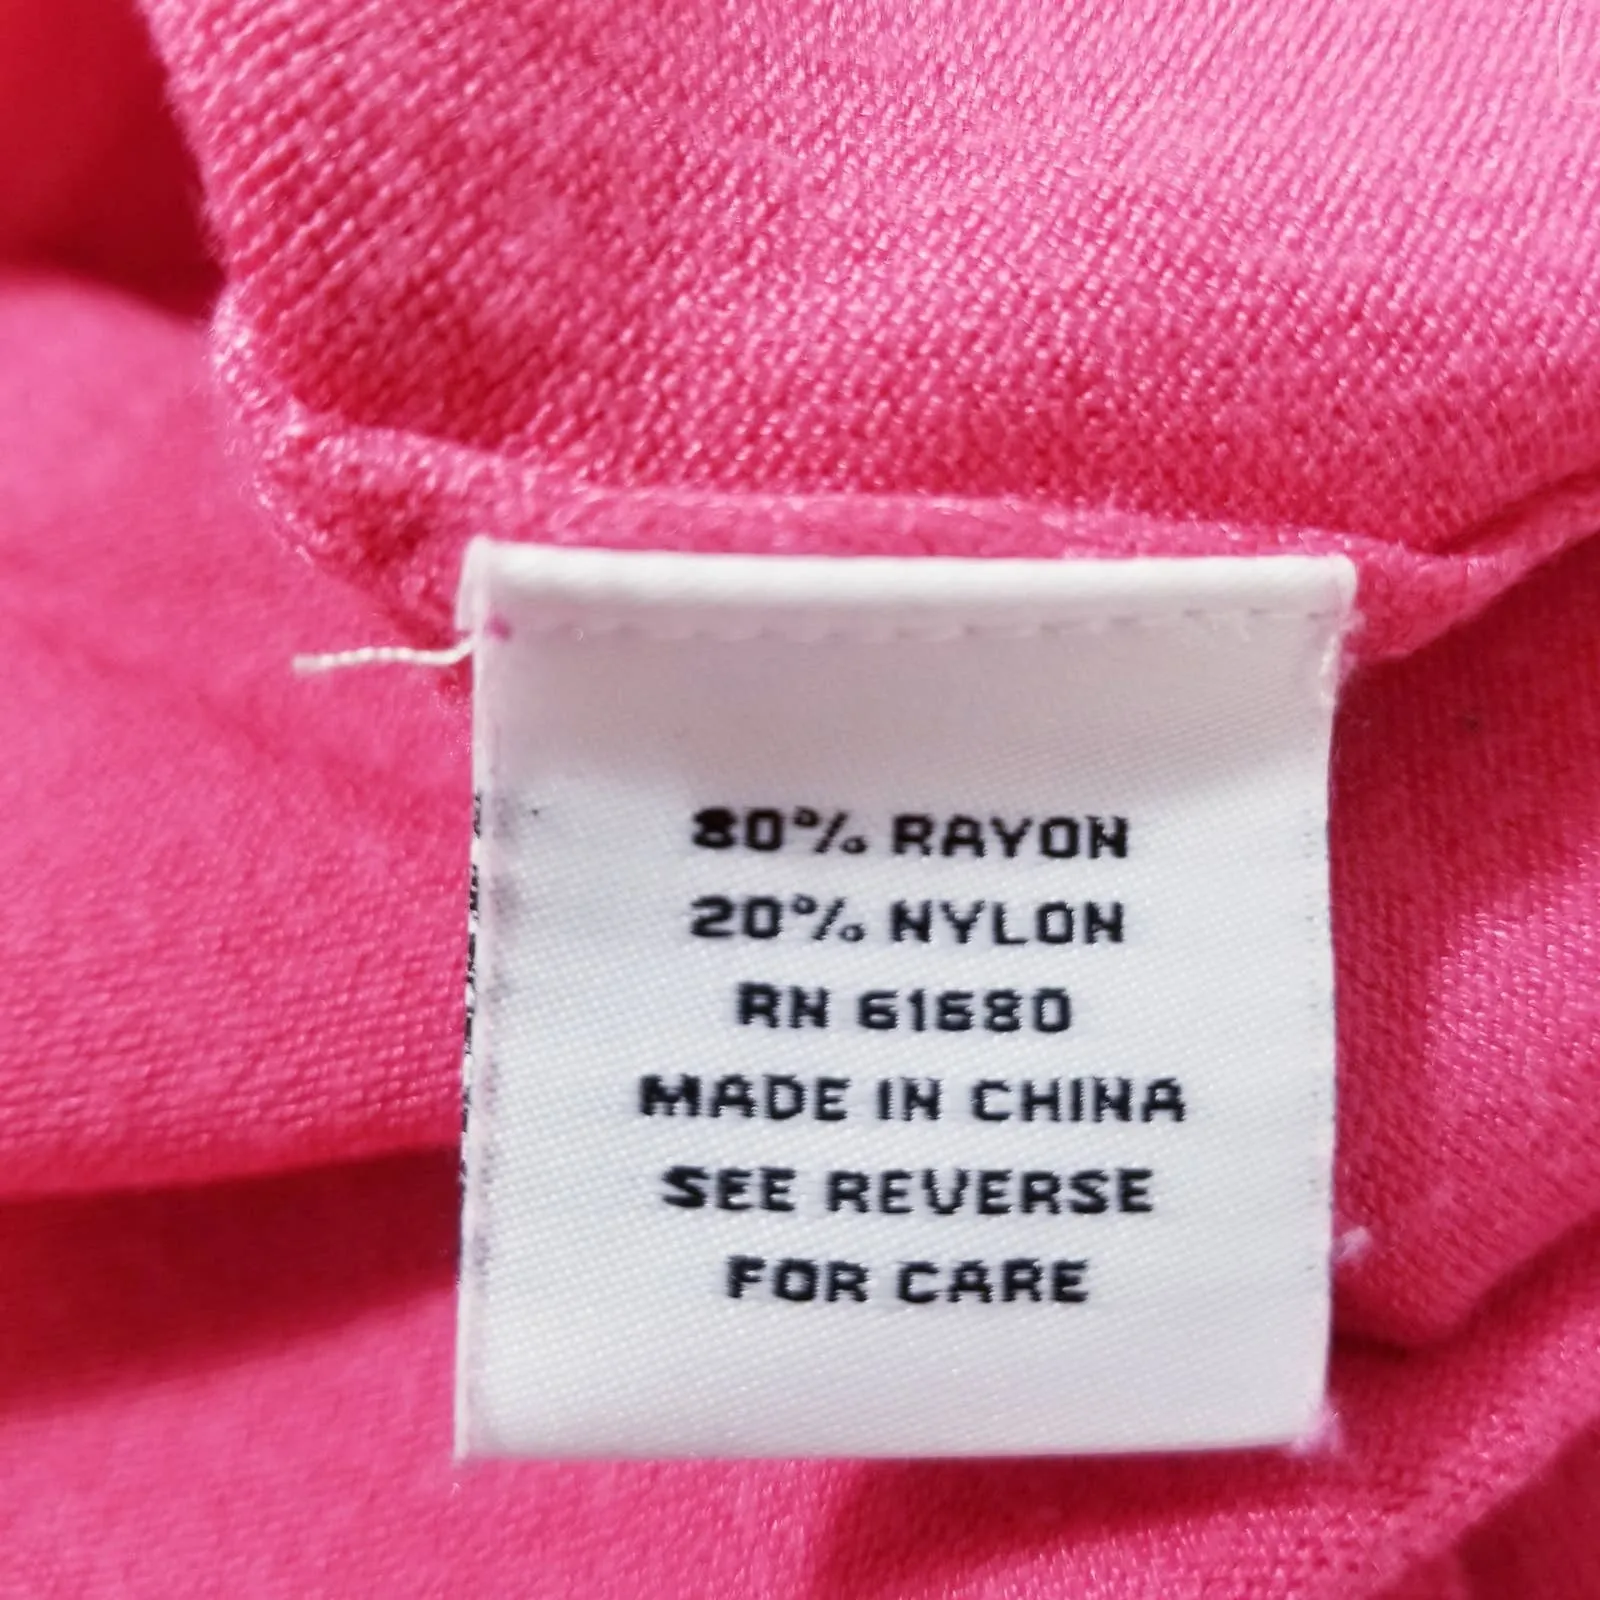 80% RAYON
20% NYLON
RN 61680
MADE IN CHINA
SEE REVERSE
FOR CARE